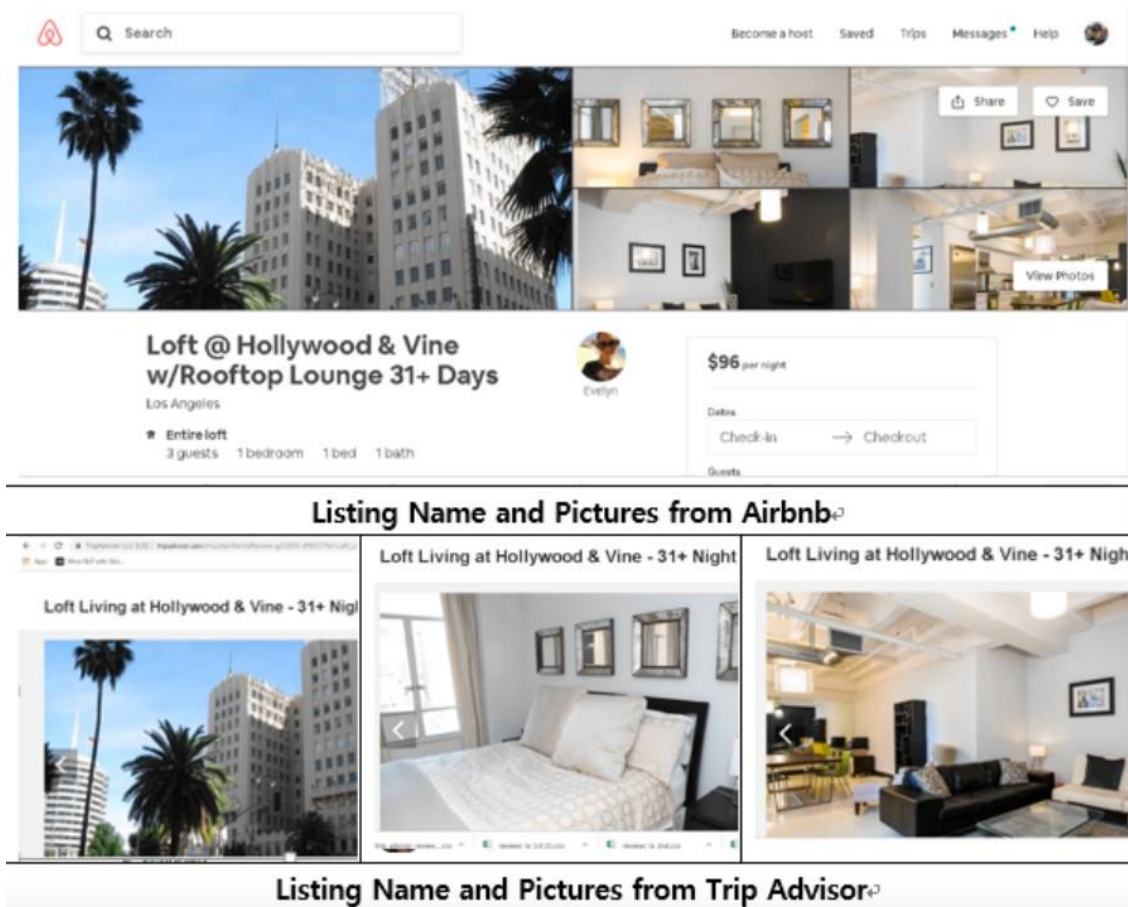 Search
Become a host Saved Trips Messages Help
Share Save
View Photos
Loft @ Hollywood & Vine
w/Rooftop Lounge 31+ Days
Los Angeles
Evelyn
Entire loft
3 guests 1 bedroom 1 bed 1 bath
$96 per night
Dates
Check-in → Checkout
Guests
Listing Name and Pictures from Airbnb
Loft Living at Hollywood & Vine - 31+ Nigl
Loft Living at Hollywood & Vine - 31+ Night
Loft Living at Hollywood & Vine - 31+ Nigh
Listing Name and Pictures from Trip Advisor